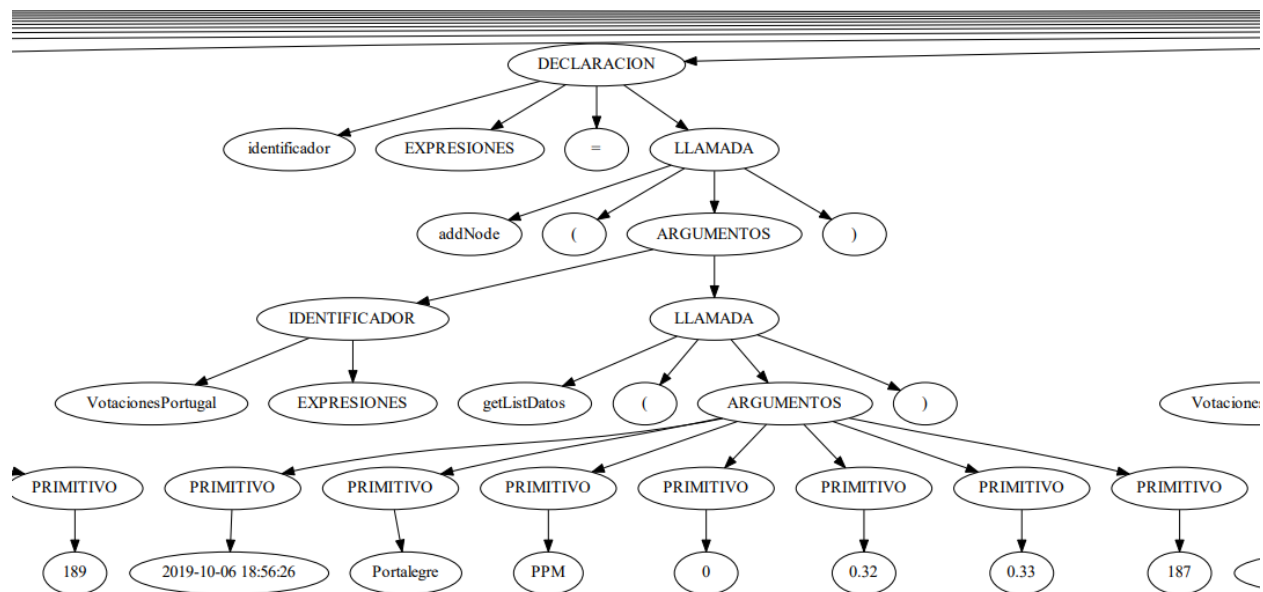 DECLARACION
identificador EXPRESIONES = LLAMADA
addNode ( ARGUMENTOS )
IDENTIFICADOR LLAMADA
VotacionesPortugal EXPRESIONES getListDatos ( ARGUMENTOS ) Votaciones
PRIMITIVO PRIMITIVO PRIMITIVO PRIMITIVO PRIMITIVO PRIMITIVO PRIMITIVO PRIMITIVO
189 2019-10-06 18:56:26 Portalegre PPM 0 0.32 0.33 187